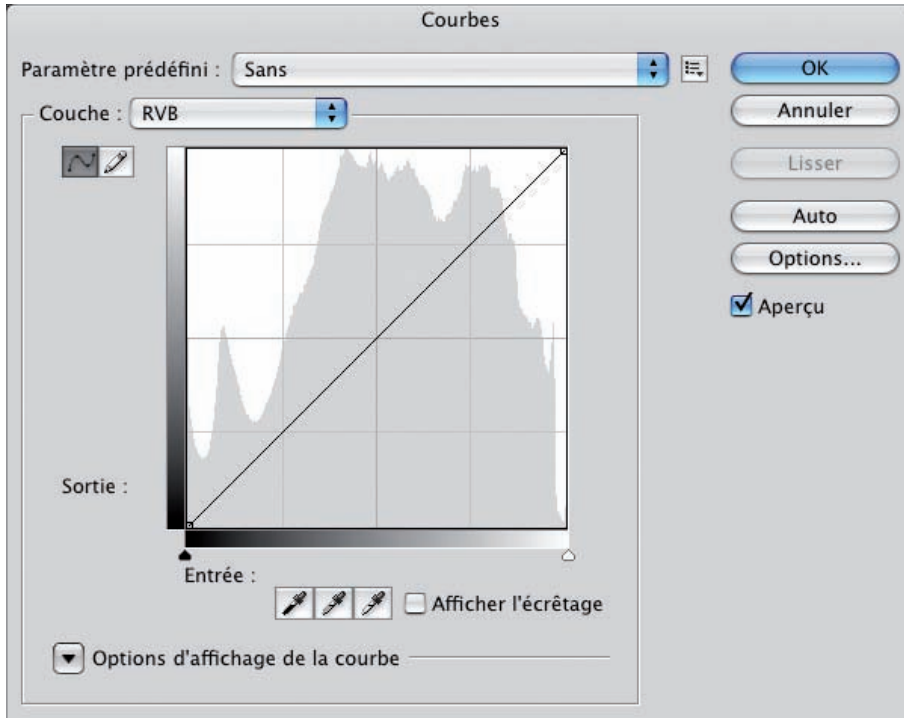 Courbes
Paramètre prédéfini : Sans
OK
Couche : RVB
Annuler
Lisser
Auto
Options...
Aperçu
Sortie :
Entrée :
Afficher l'écrêtage
Options d'affichage de la courbe